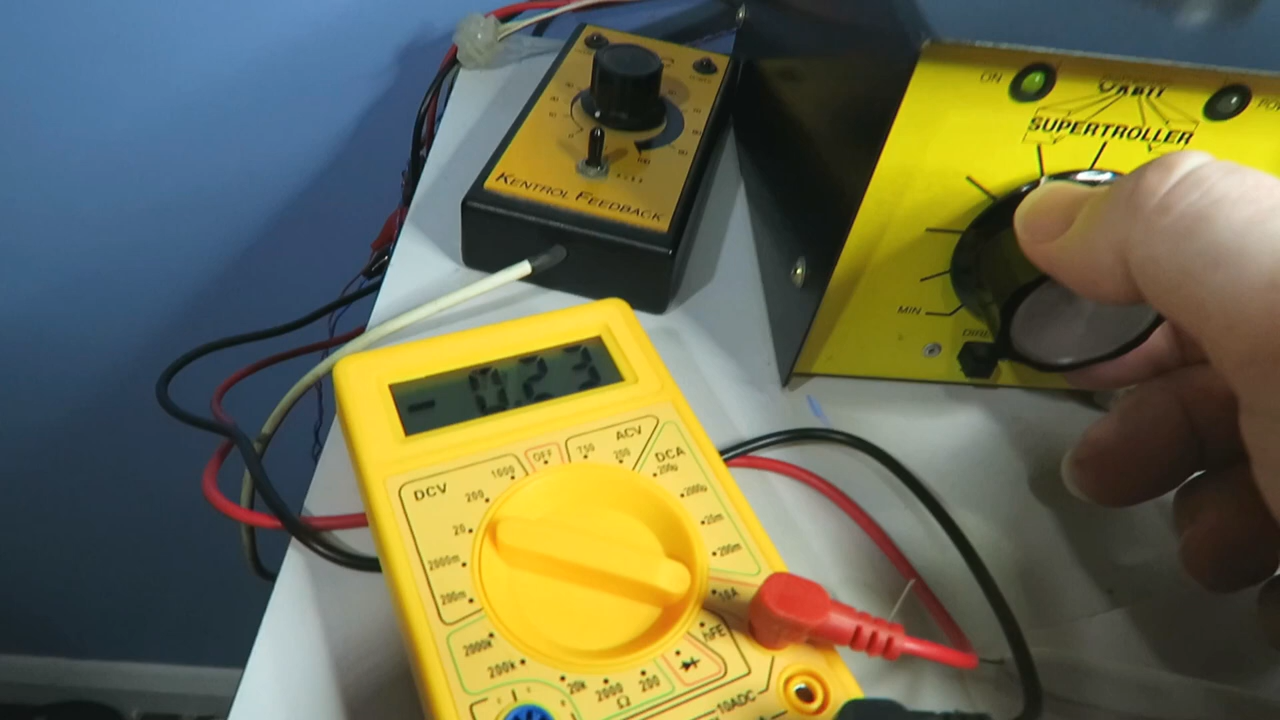 ON
SUPERTROLLER
MIN
KENTROL FEEDBACK
100
- 0.23
DCV
1000
OFF
750
ACV
200
DCA
200
200µ
20
2000µ
2000m
20m
200m
200m
10A
2000k
hFE
200k
20k
2000
200
Ω
10ADC